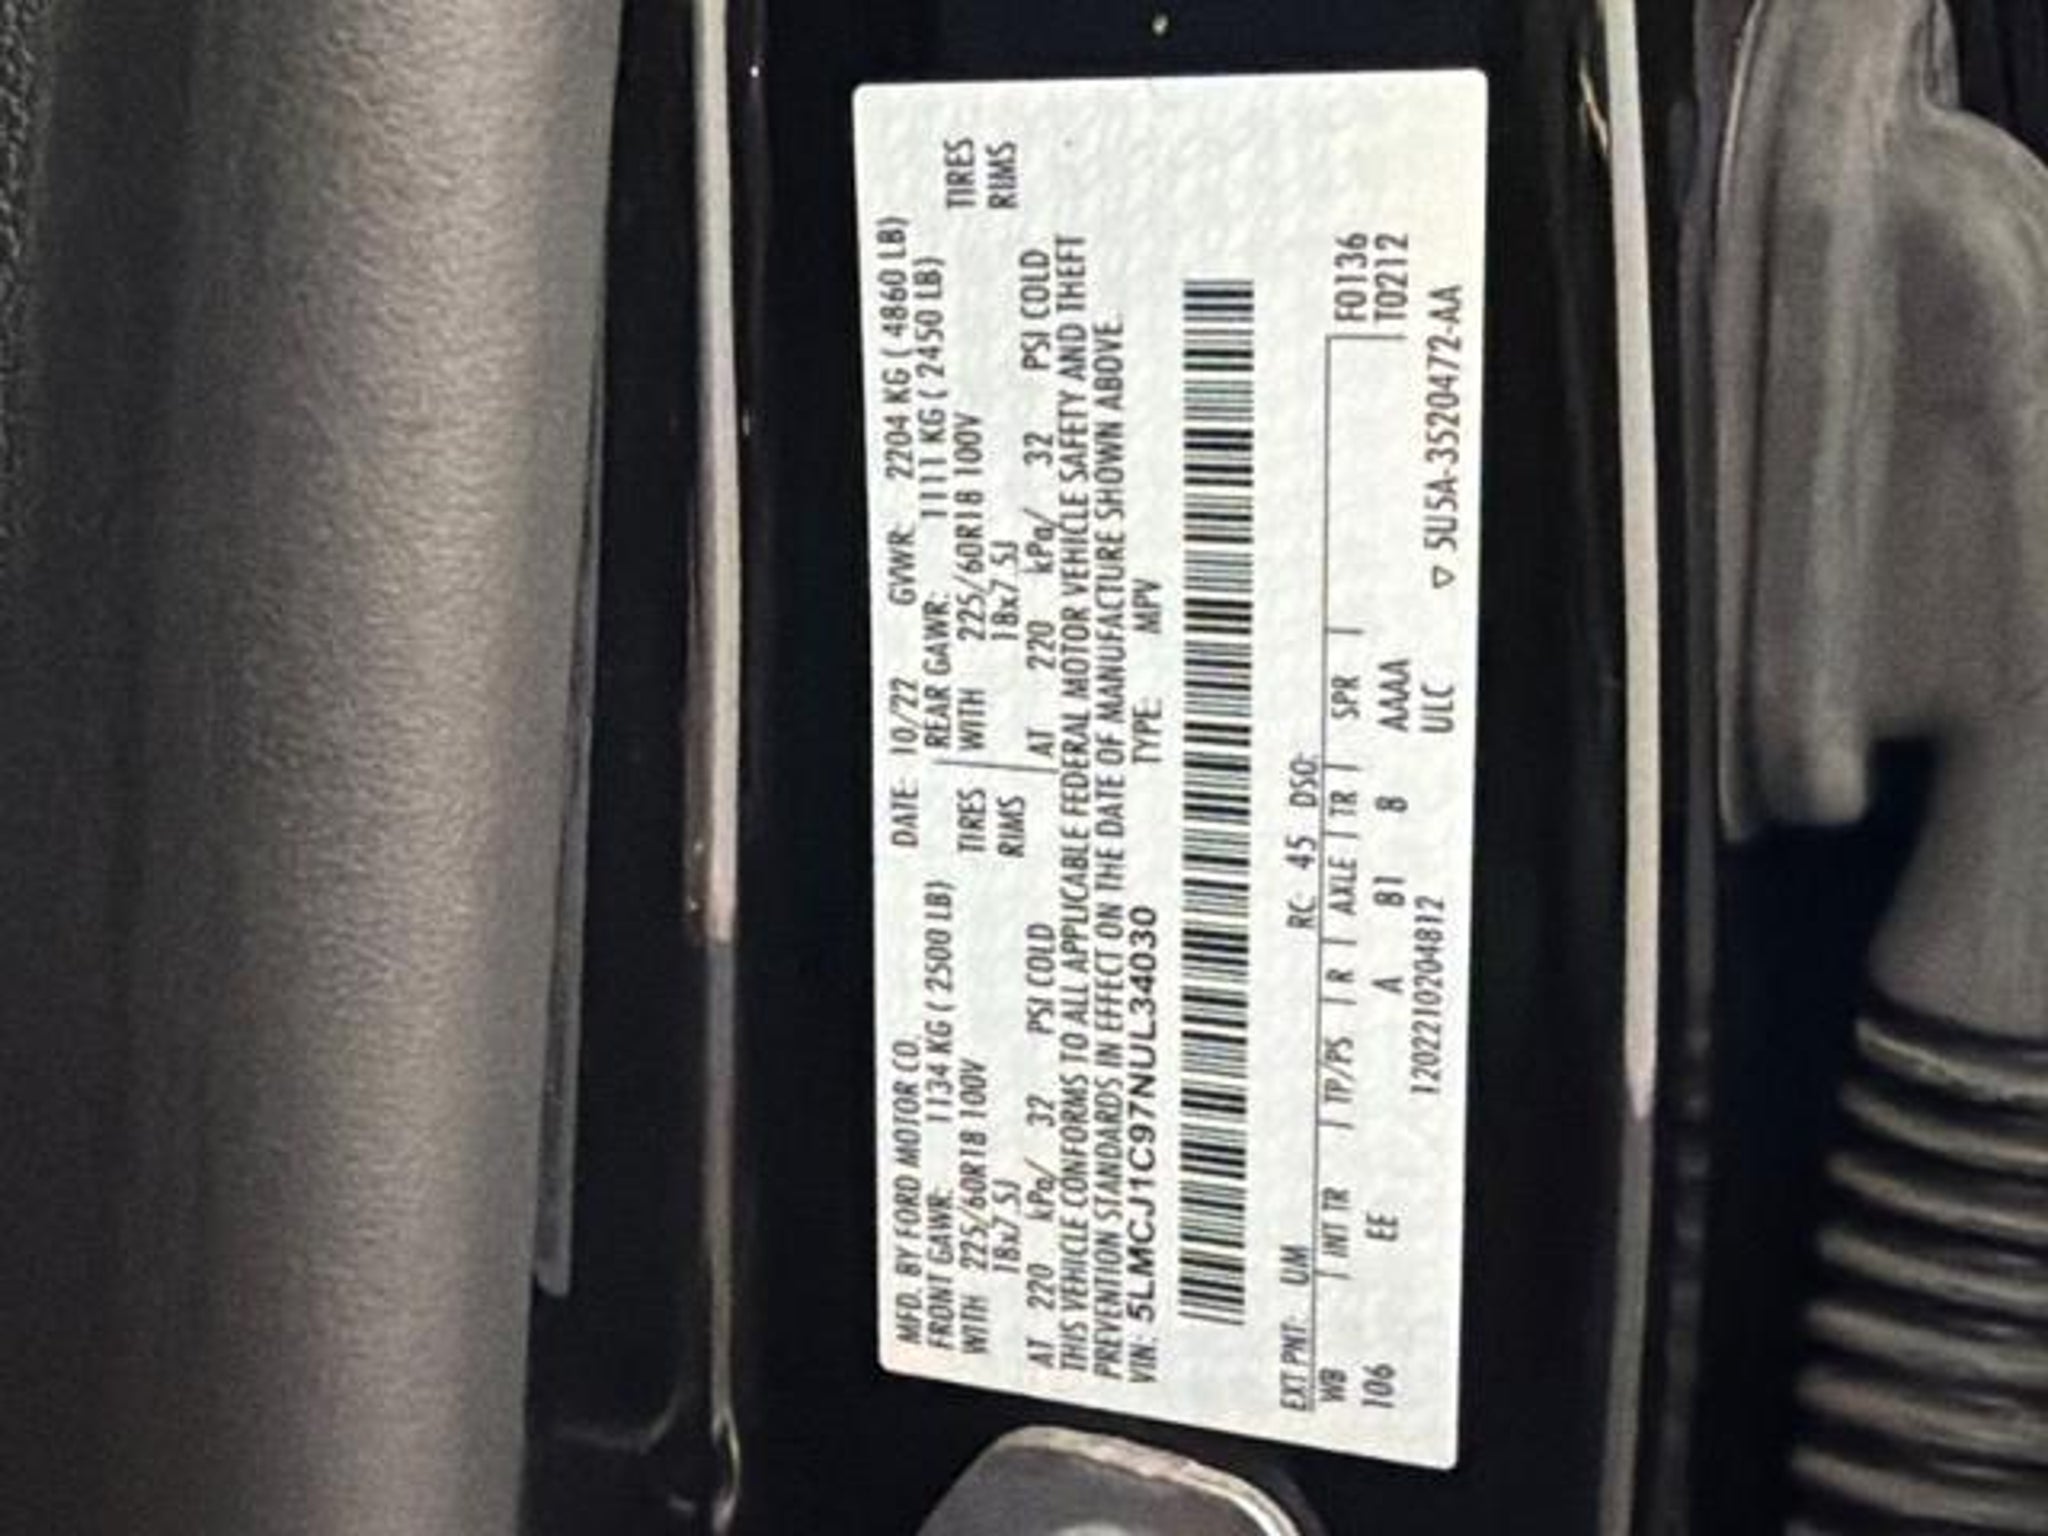 MFD. BY FORD MOTOR CO. DATE: 10/22 GVWR: 2204 KG ( 4860 LB)
FRONT GAWR: 1134 KG ( 2500 LB) REAR GAWR: 1111 KG ( 2450 LB)
WITH 225/60R18 100V TIRES WITH 225/60R18 100V TIRES
18x7 5J RIMS 18x7 5J RIMS
AT 220 kPa/ 32 PSI COLD AT 220 kPa/ 32 PSI COLD
THIS VEHICLE CONFORMS TO ALL APPLICABLE FEDERAL MOTOR VEHICLE SAFETY AND THEFT
PREVENTION STANDARDS IN EFFECT ON THE DATE OF MANUFACTURE SHOWN ABOVE.
VIN: 5LMCJ1C97NUL34030 TYPE: MPV
EXT PNT: UM RC: 45 DSO:
WB INT TR TP/PS R AXLE TR SPR F0136
106 EE A B1 8 AAAA T0212
1202210204812 ULC ▽ 5U5A-3520472-AA